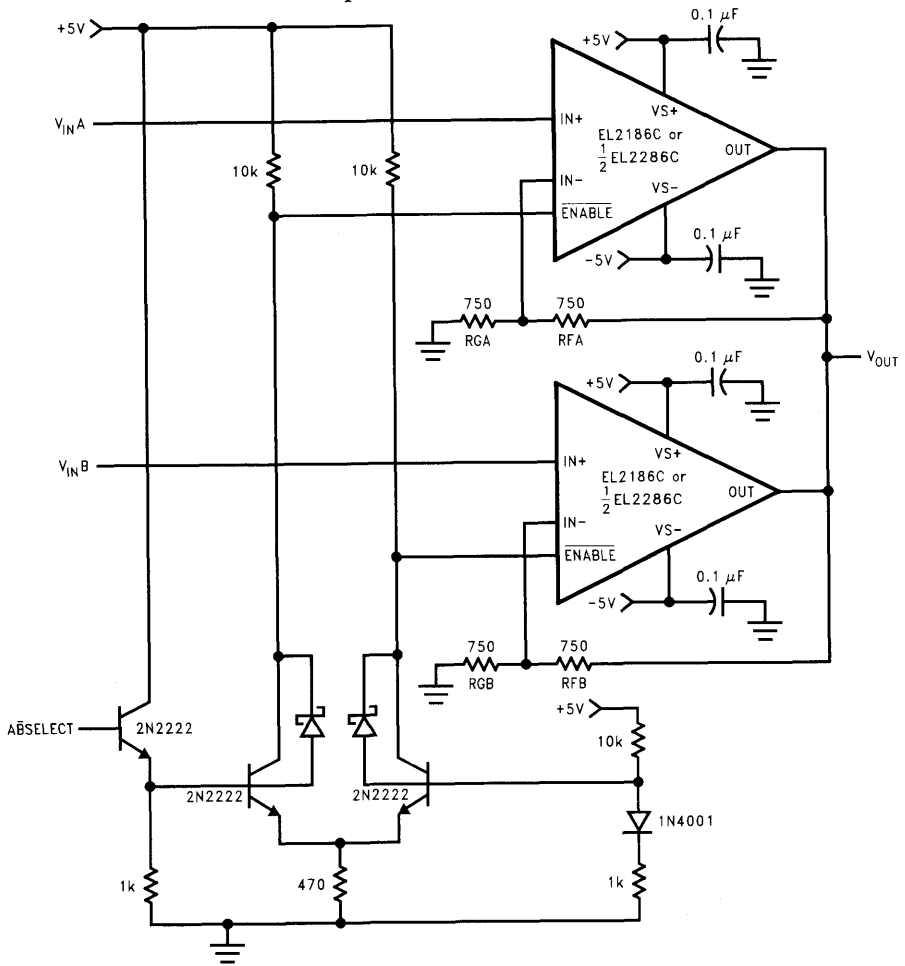 0.1 μF
+5V
+5V
VS+
V_IN A
IN+
EL2186C or
1/2 EL2286C
OUT
10k
10k
IN-
VS-
ENABLE
0.1 μF
-5V
750
750
RGA
RFA
0.1 μF
V_OUT
+5V
VS+
V_IN B
IN+
EL2186C or
1/2 EL2286C
OUT
IN-
VS-
ENABLE
0.1 μF
-5V
750
750
RGB
RFB
+5V
AB̄SELECT
2N2222
10k
2N2222
2N2222
1N4001
1k
470
1k